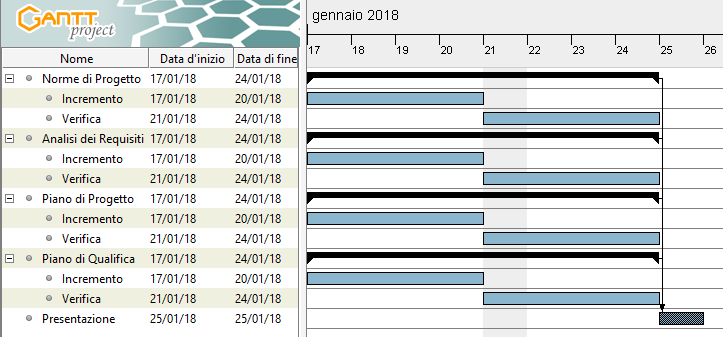 GANTT project
gennaio 2018
17 18 19 20 21 22 23 24 25 26
Nome Data d'inizio Data di fine
Norme di Progetto 17/01/18 24/01/18
Incremento 17/01/18 20/01/18
Verifica 21/01/18 24/01/18
Analisi dei Requisiti 17/01/18 24/01/18
Incremento 17/01/18 20/01/18
Verifica 21/01/18 24/01/18
Piano di Progetto 17/01/18 24/01/18
Incremento 17/01/18 20/01/18
Verifica 21/01/18 24/01/18
Piano di Qualifica 17/01/18 24/01/18
Incremento 17/01/18 20/01/18
Verifica 21/01/18 24/01/18
Presentazione 25/01/18 25/01/18